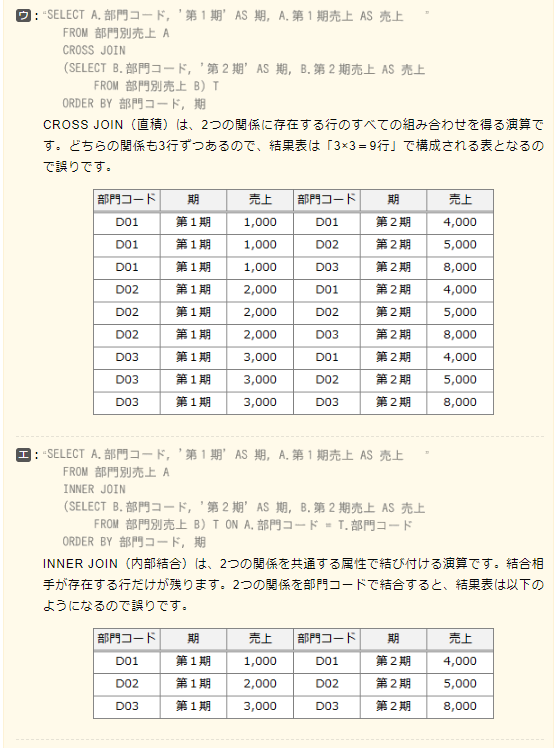 ウ:“SELECT A.部門コード, '第１期' AS 期, A.第１期売上 AS 売上 ”
FROM 部門別売上 A
CROSS JOIN
(SELECT B.部門コード, '第２期' AS 期, B.第２期売上 AS 売上
FROM 部門別売上 B) T
ORDER BY 部門コード, 期
CROSS JOIN（直積）は、2つの関係に存在する行のすべての組み合わせを得る演算で
す。どちらの関係も3行ずつあるので、結果表は「3×3＝9行」で構成される表となるの
で誤りです。
部門コード 期 売上 部門コード 期 売上
D01 第１期 1,000 D01 第２期 4,000
D01 第１期 1,000 D02 第２期 5,000
D01 第１期 1,000 D03 第２期 8,000
D02 第１期 2,000 D01 第２期 4,000
D02 第１期 2,000 D02 第２期 5,000
D02 第１期 2,000 D03 第２期 8,000
D03 第１期 3,000 D01 第２期 4,000
D03 第１期 3,000 D02 第２期 5,000
D03 第１期 3,000 D03 第２期 8,000
エ:“SELECT A.部門コード, '第１期' AS 期, A.第１期売上 AS 売上 ”
FROM 部門別売上 A
INNER JOIN
(SELECT B.部門コード, '第２期' AS 期, B.第２期売上 AS 売上
FROM 部門別売上 B) T ON A.部門コード = T.部門コード
ORDER BY 部門コード, 期
INNER JOIN（内部結合）は、2つの関係を共通する属性で結び付ける演算です。結合相
手が存在する行だけが残ります。2つの関係を部門コードで結合すると、結果表は以下の
ようになるので誤りです。
部門コード 期 売上 部門コード 期 売上
D01 第１期 1,000 D01 第２期 4,000
D02 第１期 2,000 D02 第２期 5,000
D03 第１期 3,000 D03 第２期 8,000